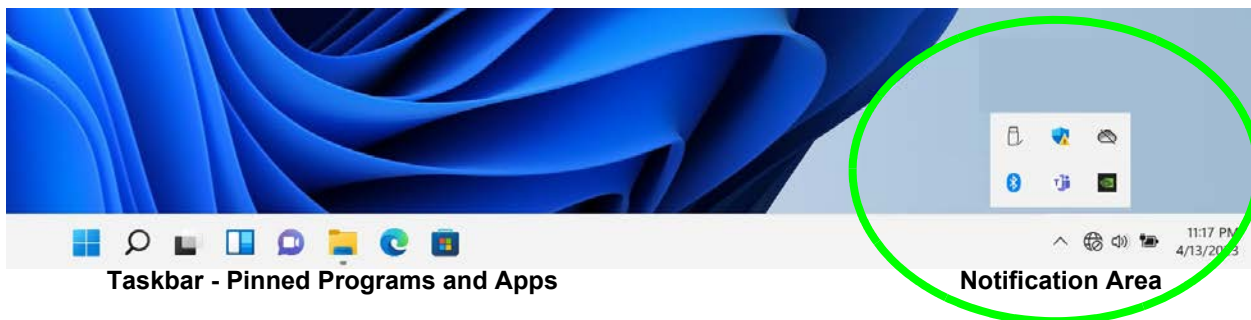 11:17 PM
4/13/2023
Taskbar - Pinned Programs and Apps
Notification Area